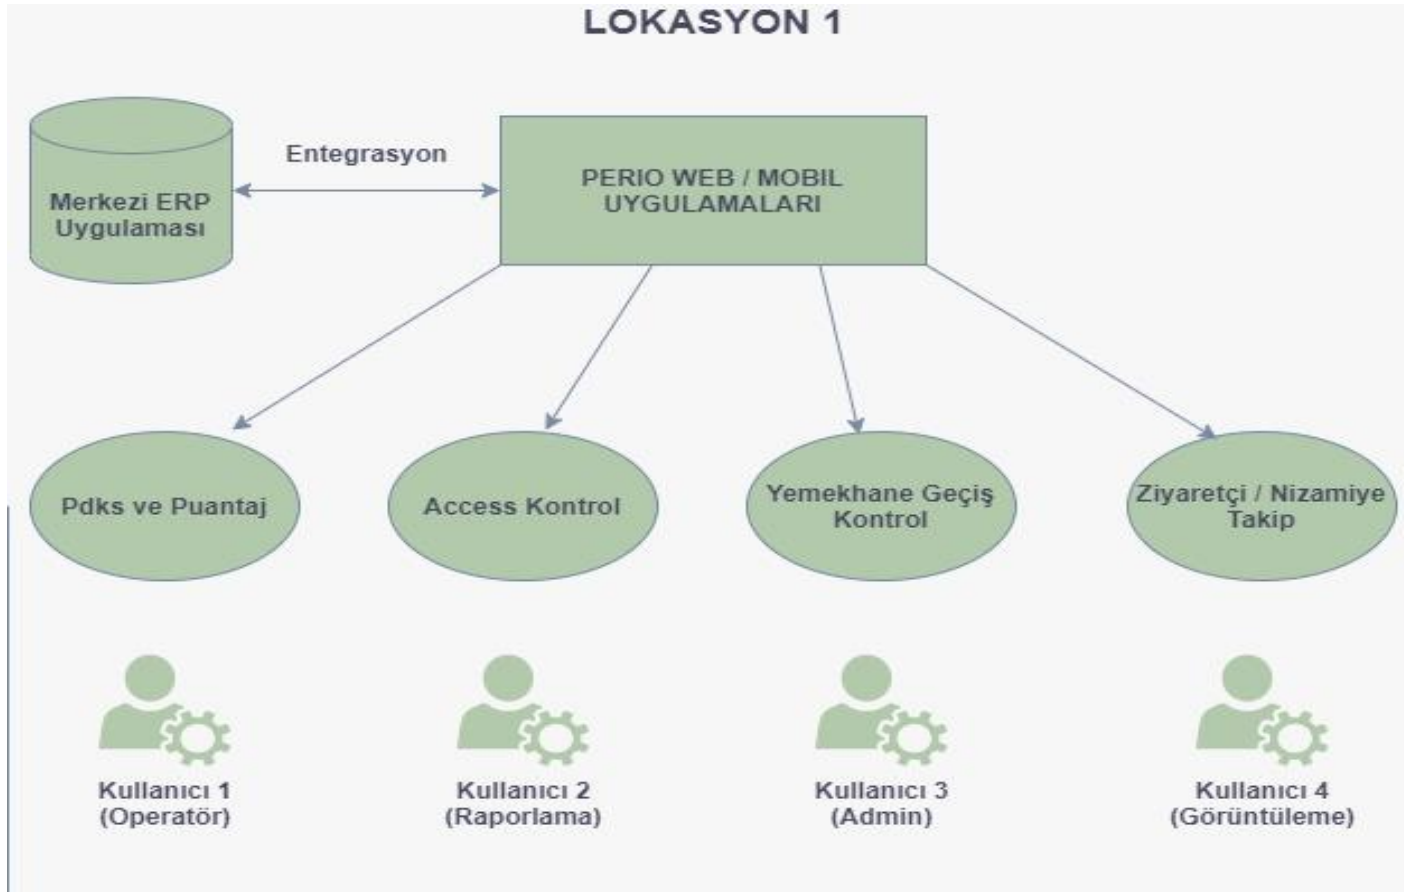 LOKASYON 1
Entegrasyon
Merkezi ERP
Uygulaması
PERIO WEB / MOBIL
UYGULAMALARI
Pdks ve Puantaj
Access Kontrol
Yemekhane Geçiş
Kontrol
Ziyaretçi / Nizamiye
Takip
Kullanıcı 1
(Operatör)
Kullanıcı 2
(Raporlama)
Kullanıcı 3
(Admin)
Kullanıcı 4
(Görüntüleme)